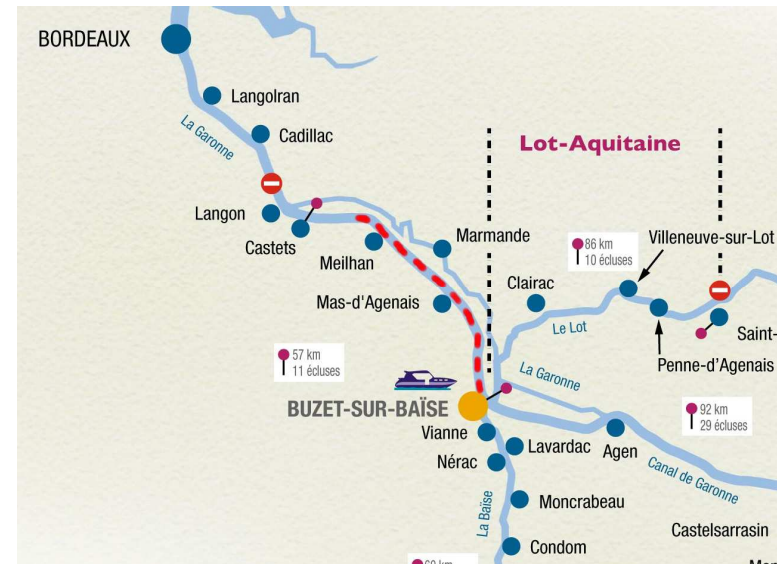 BORDEAUX
Langolran
La Garonne
Cadillac
Lot-Aquitaine
Langon
Castets
Meilhan
Marmande
86 km
10 écluses
Villeneuve-sur-Lot
Clairac
Mas-d'Agenais
Le Lot
Saint-
Penne-d'Agenais
57 km
11 écluses
La Garonne
BUZET-SUR-BAÏSE
92 km
29 écluses
Vianne
Lavardac
Agen
Nérac
Canal de Garonne
La Baïse
Moncrabeau
Castelsarrasin
Condom